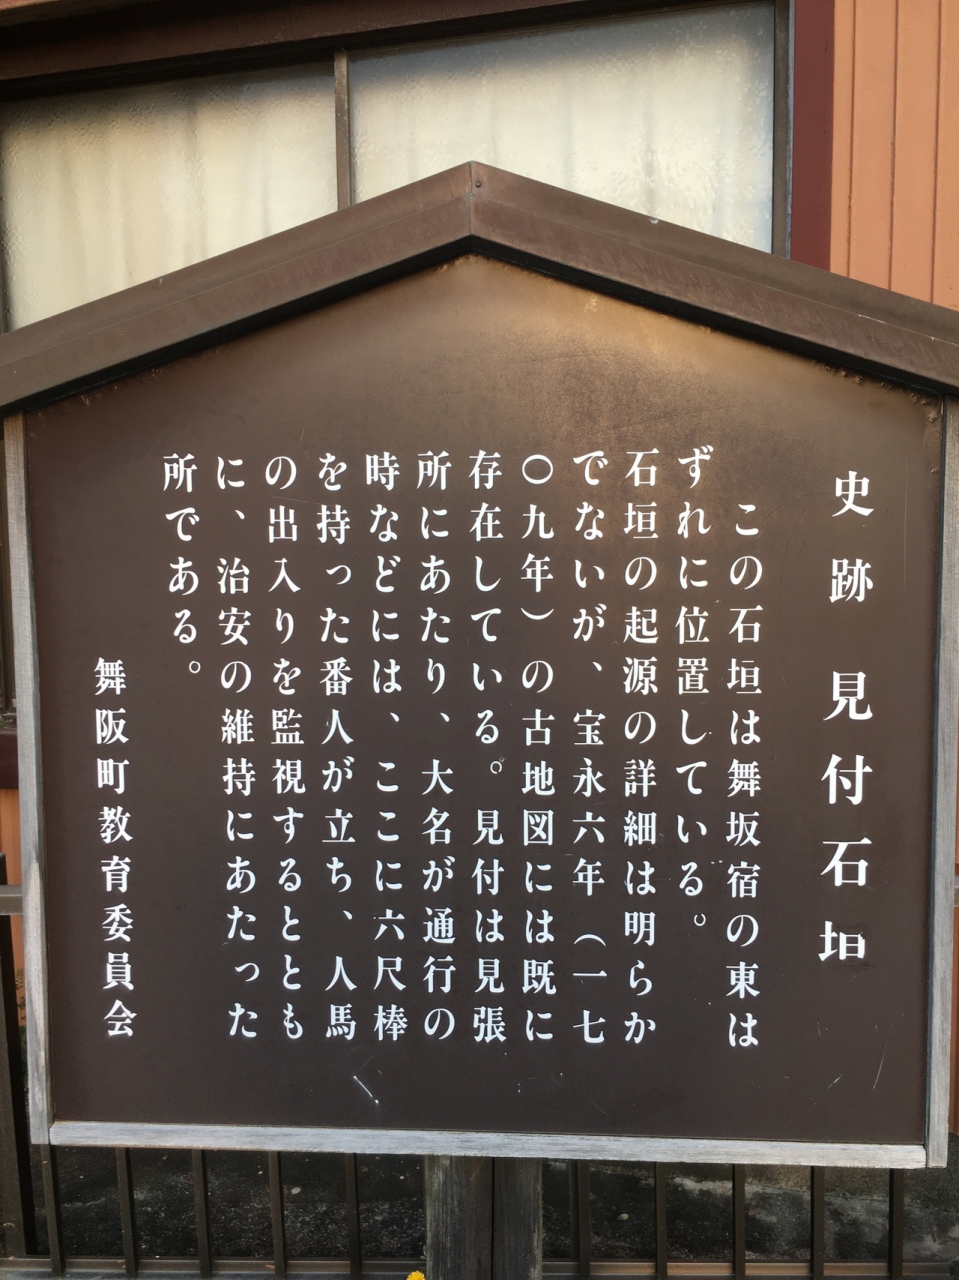 史跡 見付石垣
この石垣は舞坂宿の東は
ずれに位置している。
石垣の起源の詳細は明らか
でないが、宝永六年（一七
〇九年）の古地図には既に
存在している。見付は見張
所にあたり、大名が通行の
時などには、ここに六尺棒
を持った番人が立ち、人馬
の出入りを監視するととも
に、治安の維持にあたった
所である。
舞阪町教育委員会